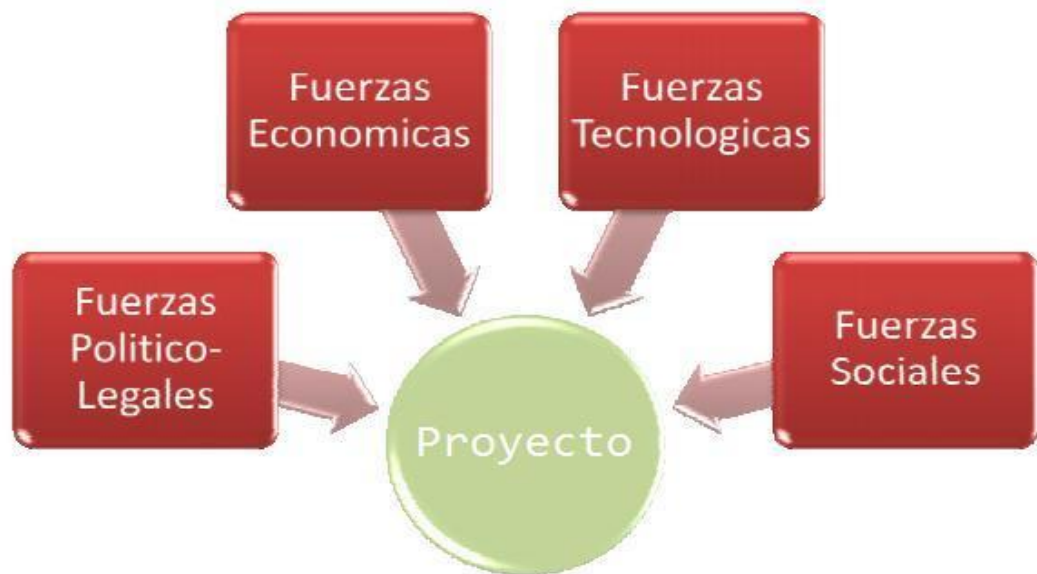 Fuerzas
Economicas
Fuerzas
Tecnologicas
Fuerzas
Politico-
Legales
Fuerzas
Sociales
Proyecto